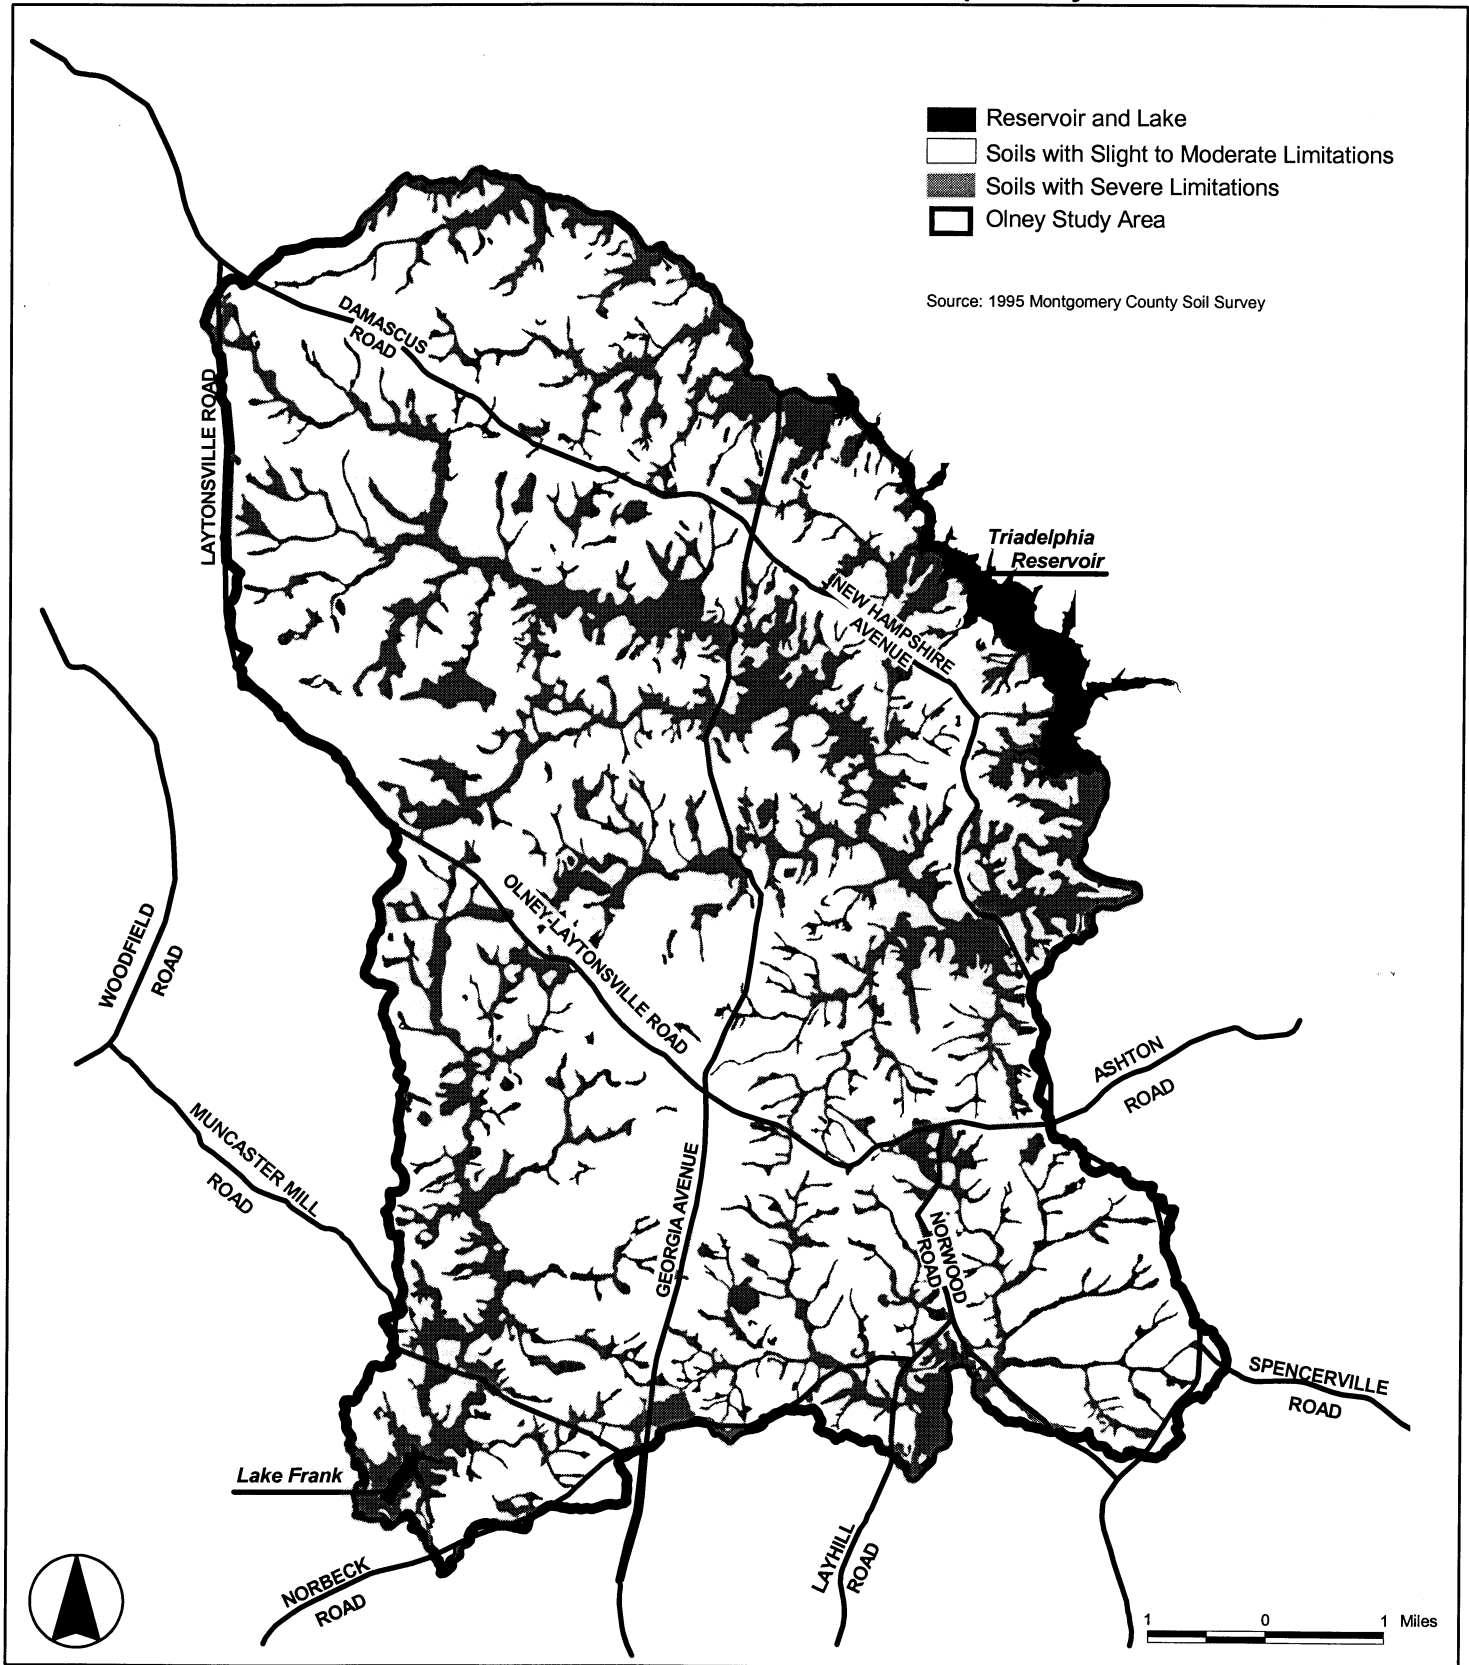 Reservoir and Lake
Soils with Slight to Moderate Limitations
Soils with Severe Limitations
Olney Study Area
Source: 1995 Montgomery County Soil Survey
DAMASCUS
ROAD
LAYTONSVILLE ROAD
Triadelphia
Reservoir
NEW HAMPSHIRE
AVENUE
OLNEY-LAYTONSVILLE ROAD
WOODFIELD
ROAD
ASHTON
ROAD
MUNCASTER MILL
ROAD
GEORGIA AVENUE
NORWOOD
ROAD
SPENCERVILLE
ROAD
Lake Frank
LAYHILL
ROAD
NORBECK
ROAD
1 0 1 Miles